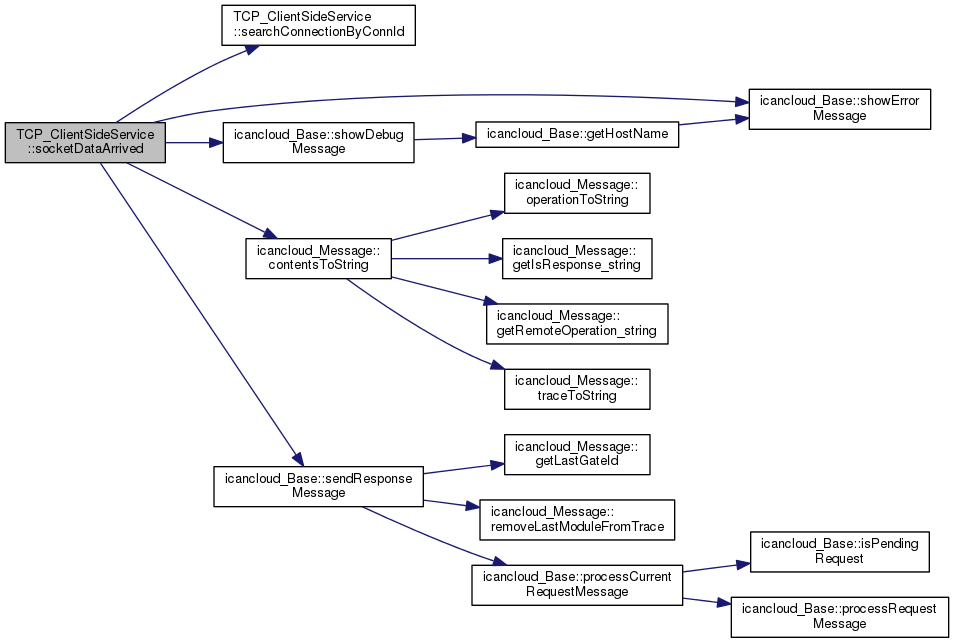 TCP_ClientSideService
::searchConnectionByConnId
icancloud_Base::showError
Message
TCP_ClientSideService
::socketDataArrived
icancloud_Base::showDebug
Message
icancloud_Base::getHostName
icancloud_Message::
operationToString
icancloud_Message::
contentsToString
icancloud_Message::
getIsResponse_string
icancloud_Message::
getRemoteOperation_string
icancloud_Message::
traceToString
icancloud_Message::
getLastGateId
icancloud_Base::sendResponse
Message
icancloud_Message::
removeLastModuleFromTrace
icancloud_Base::isPending
Request
icancloud_Base::processCurrent
RequestMessage
icancloud_Base::processRequest
Message